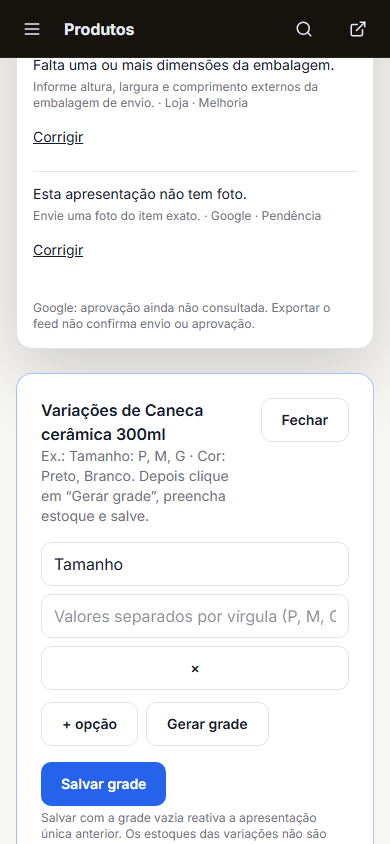 Produtos
Falta uma ou mais dimensões da embalagem.
Informe altura, largura e comprimento externos da
embalagem de envio. · Loja · Melhoria
Corrigir
Esta apresentação não tem foto.
Envie uma foto do item exato. · Google · Pendência
Corrigir
Google: aprovação ainda não consultada. Exportar o
feed não confirma envio ou aprovação.
Variações de Caneca
cerâmica 300ml
Fechar
Ex.: Tamanho: P, M, G · Cor:
Preto, Branco. Depois clique
em “Gerar grade”, preencha
estoque e salve.
Tamanho
Valores separados por vírgula (P, M,
×
+ opção
Gerar grade
Salvar grade
Salvar com a grade vazia reativa a apresentação
única anterior. Os estoques das variações não são